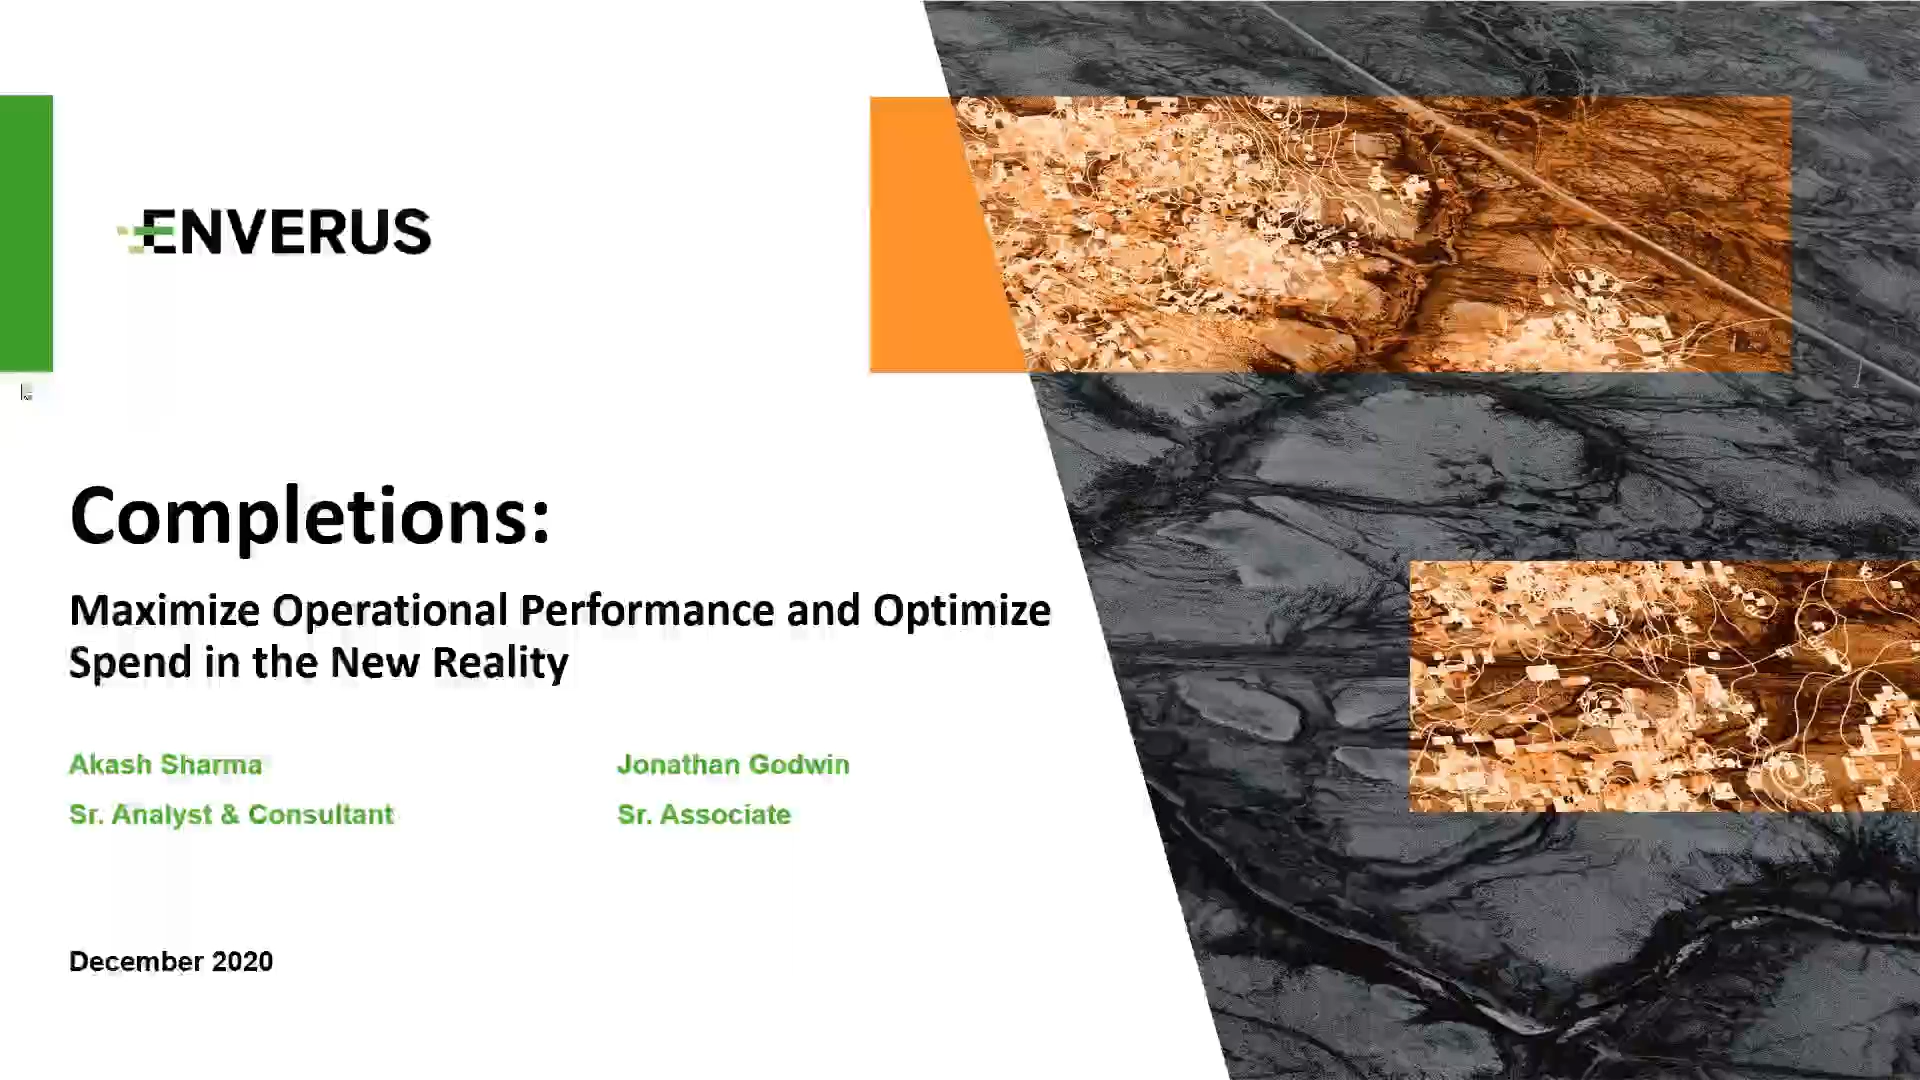 ENVERUS
Completions:
Maximize Operational Performance and Optimize
Spend in the New Reality
Akash Sharma
Jonathan Godwin
Sr. Analyst & Consultant
Sr. Associate
December 2020